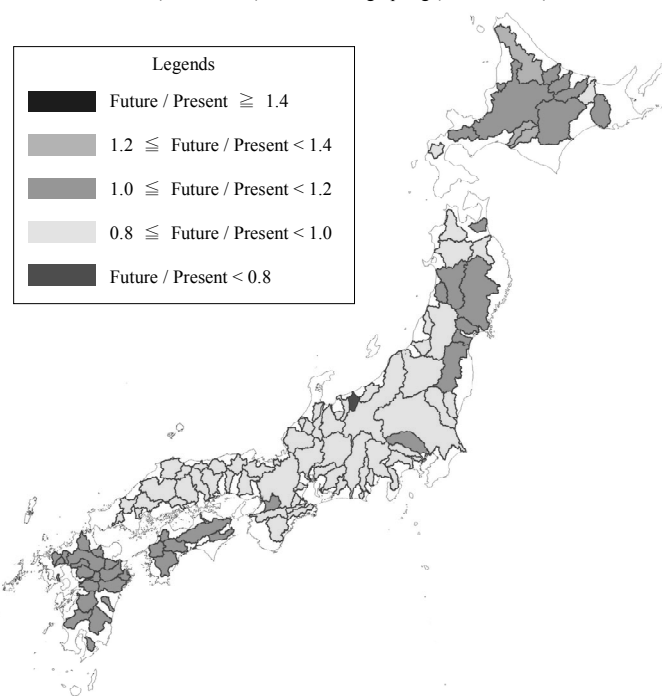 Legends
Future / Present ≧ 1.4
1.2 ≦ Future / Present < 1.4
1.0 ≦ Future / Present < 1.2
0.8 ≦ Future / Present < 1.0
Future / Present < 0.8